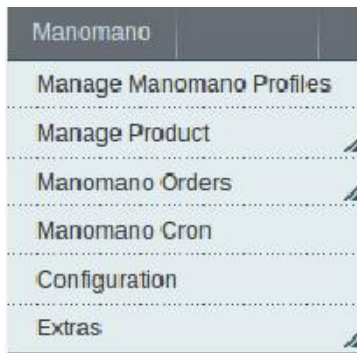 Manomano
Manage Manomano Profiles
Manage Product
Manomano Orders
Manomano Cron
Configuration
Extras